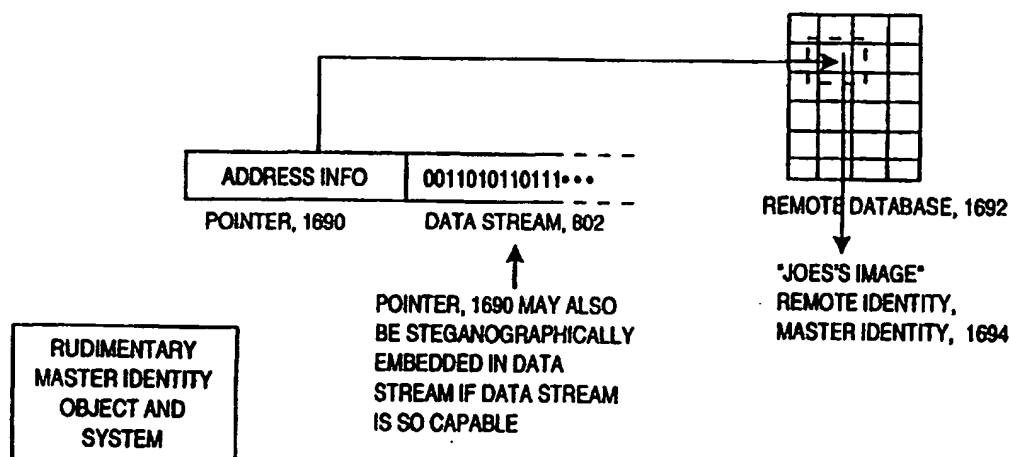 ADDRESS INFO
0011010110111•••
POINTER, 1690
DATA STREAM, 802
REMOTE DATABASE, 1692
"JOES'S IMAGE"
REMOTE IDENTITY,
MASTER IDENTITY, 1694
POINTER, 1690 MAY ALSO
BE STEGANOGRAPHICALLY
EMBEDDED IN DATA
STREAM IF DATA STREAM
IS SO CAPABLE
RUDIMENTARY
MASTER IDENTITY
OBJECT AND
SYSTEM